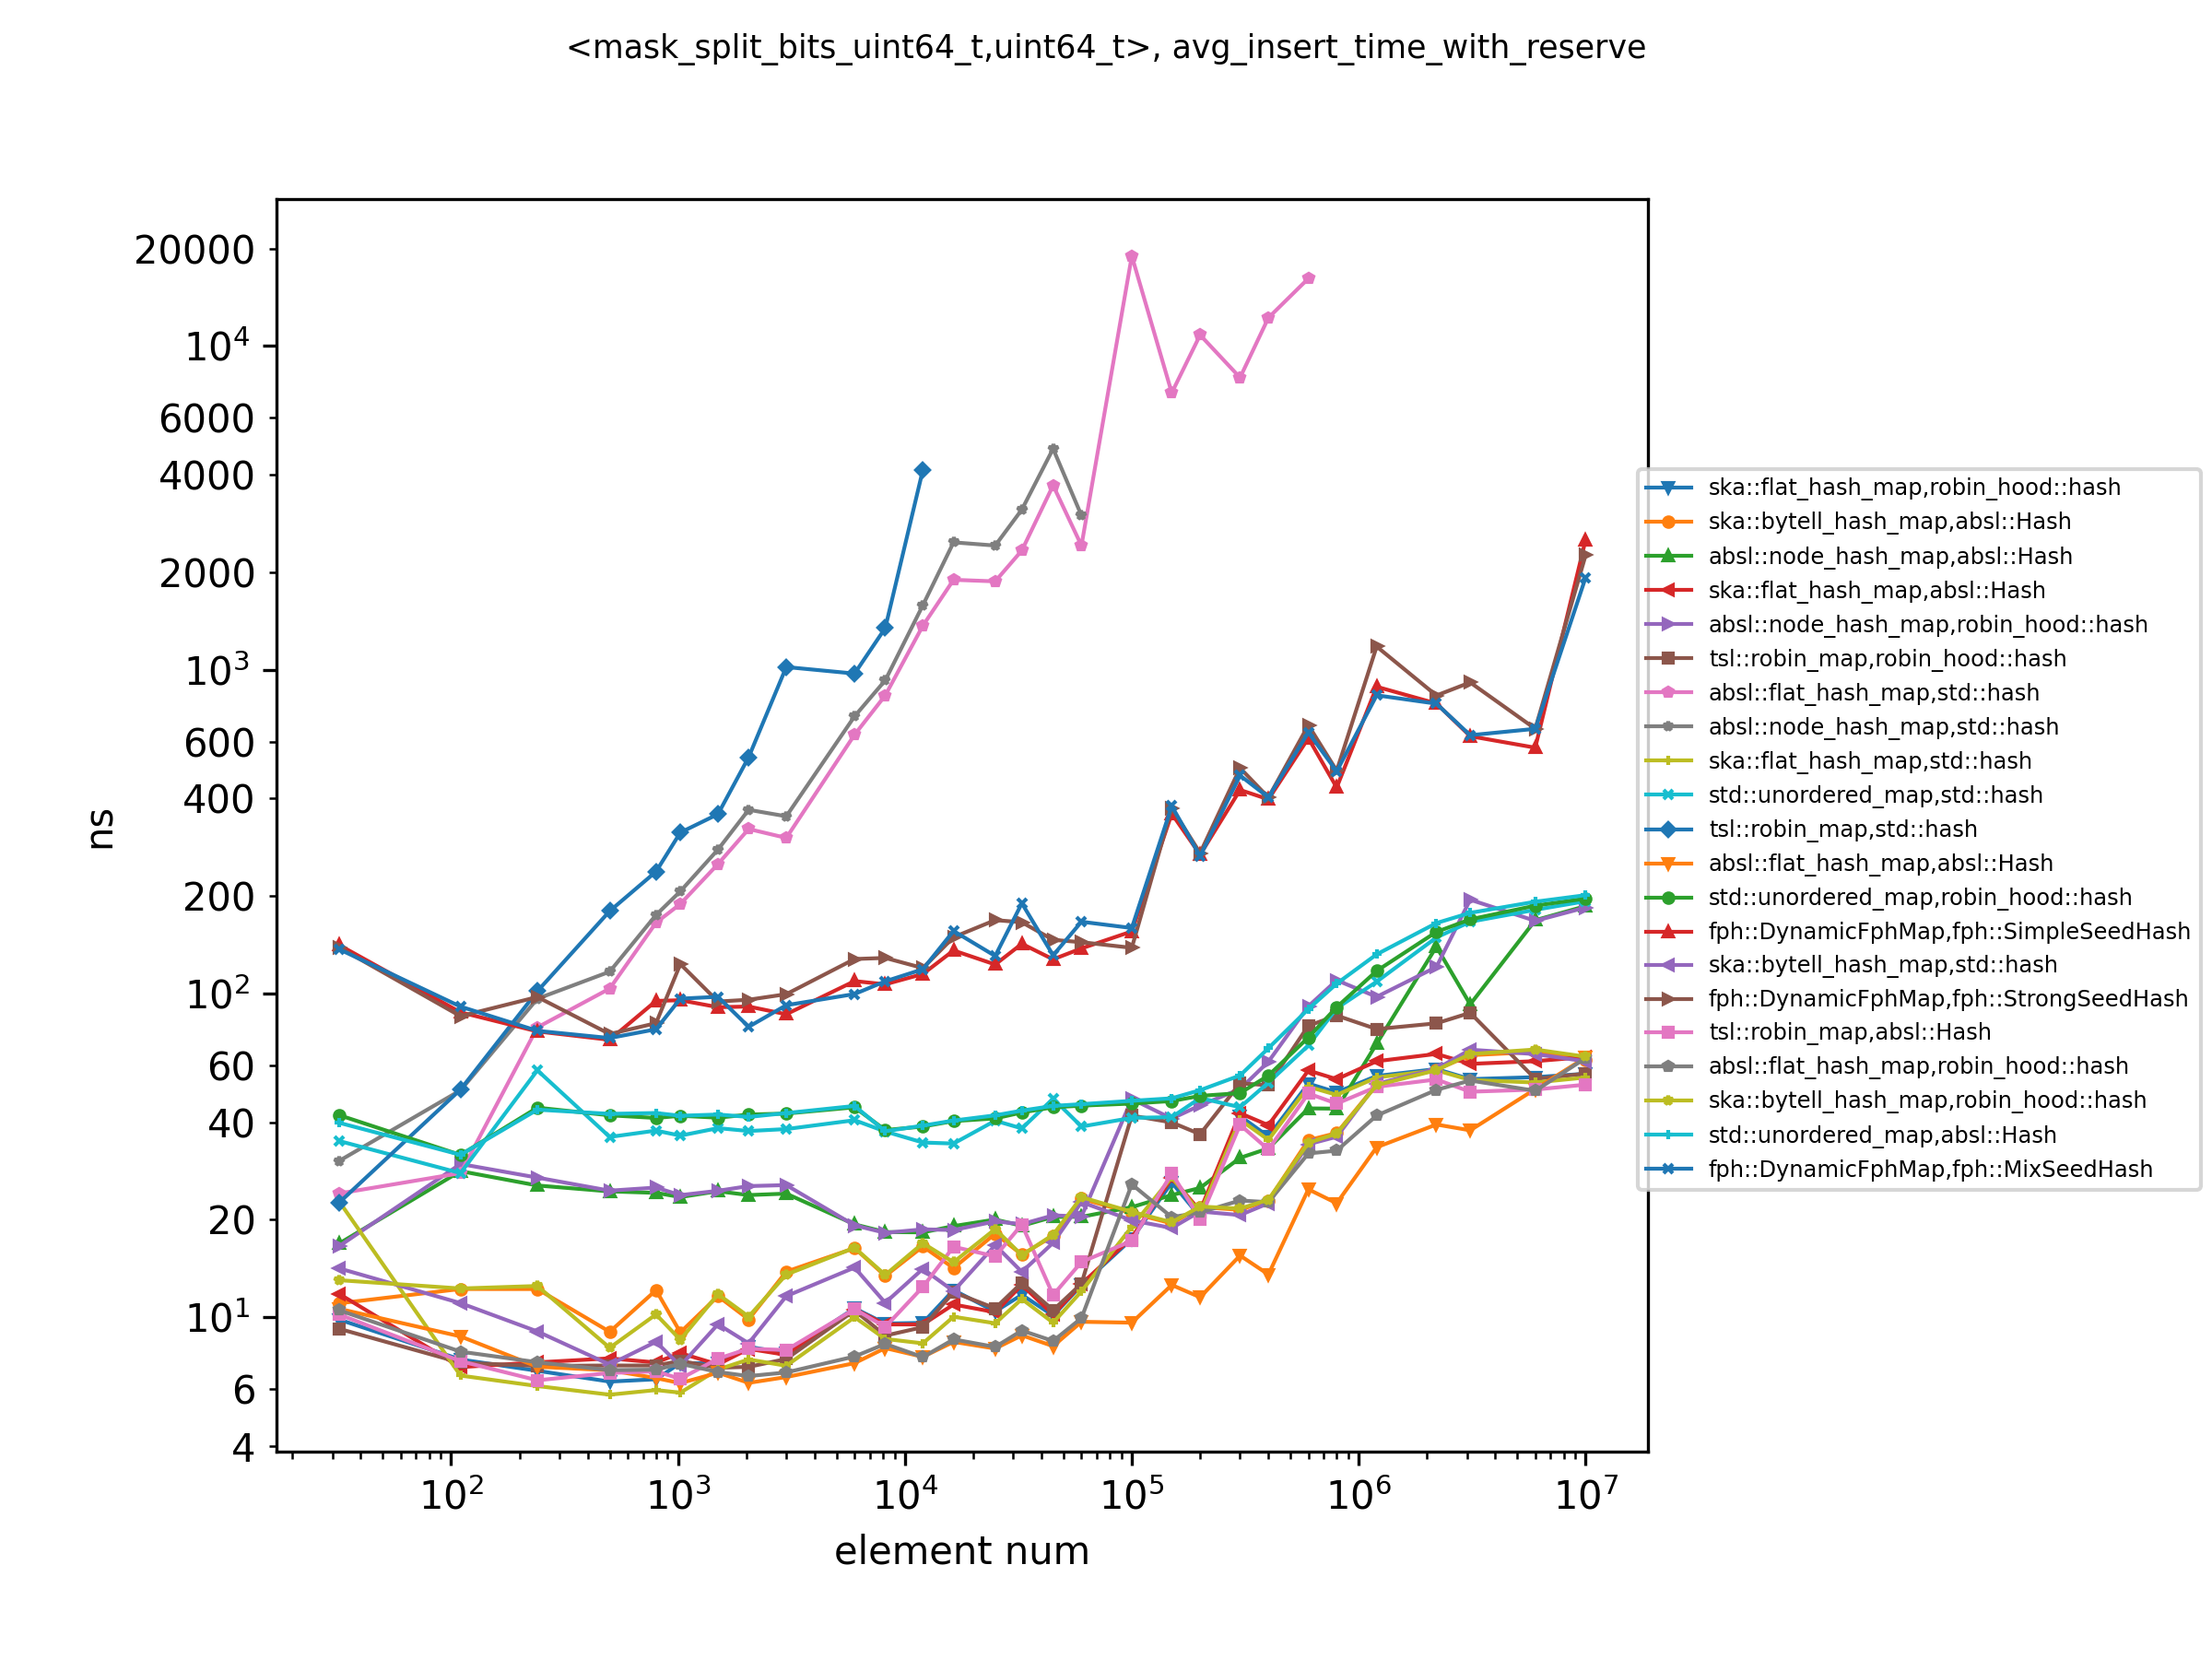 <mask_split_bits_uint64_t,uint64_t>, avg_insert_time_with_reserve
20000
10^4
6000
4000
2000
10^3
600
400
200
10^2
60
40
20
10^1
6
4
ns
10^2 10^3 10^4 10^5 10^6 10^7
element num
ska::flat_hash_map,robin_hood::hash
ska::bytell_hash_map,absl::Hash
absl::node_hash_map,absl::Hash
ska::flat_hash_map,absl::Hash
absl::node_hash_map,robin_hood::hash
tsl::robin_map,robin_hood::hash
absl::flat_hash_map,std::hash
absl::node_hash_map,std::hash
ska::flat_hash_map,std::hash
std::unordered_map,std::hash
tsl::robin_map,std::hash
absl::flat_hash_map,absl::Hash
std::unordered_map,robin_hood::hash
fph::DynamicFphMap,fph::SimpleSeedHash
ska::bytell_hash_map,std::hash
fph::DynamicFphMap,fph::StrongSeedHash
tsl::robin_map,absl::Hash
absl::flat_hash_map,robin_hood::hash
ska::bytell_hash_map,robin_hood::hash
std::unordered_map,absl::Hash
fph::DynamicFphMap,fph::MixSeedHash